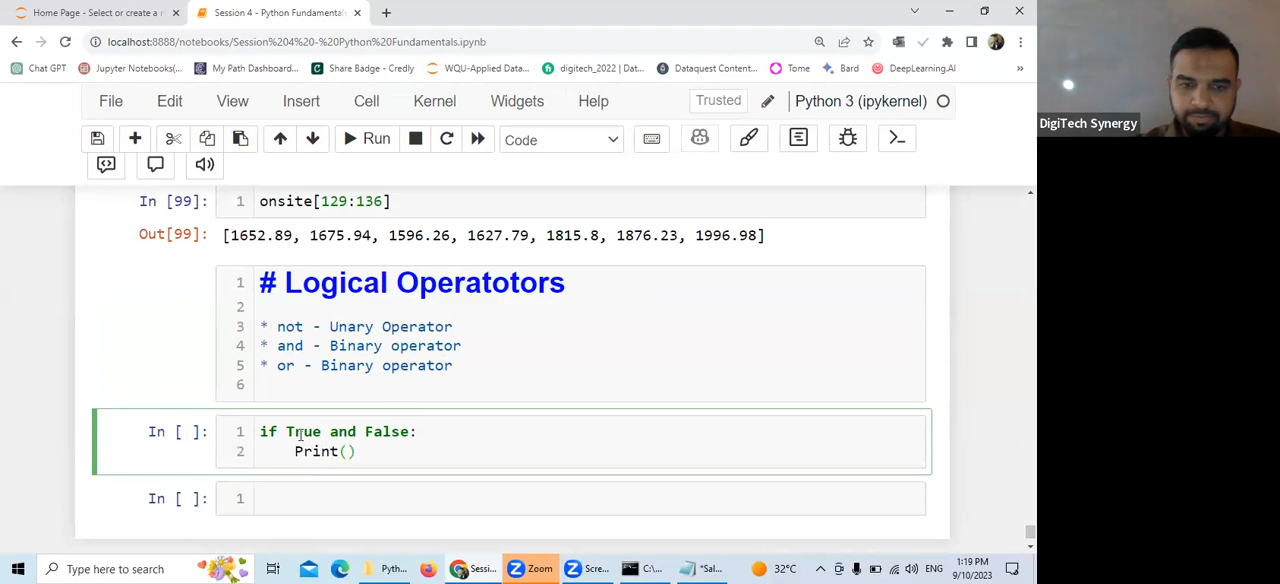 Home Page - Select or create a n
Session 4 - Python Fundamentals
localhost:8888/notebooks/Session%204%20-%20Python%20Fundamentals.ipynb
Chat GPT
Jupyter Notebooks(...
My Path Dashboard...
Share Badge - Credly
WQU-Applied Data...
digitech_2022 | Dat...
Dataquest Content...
Tome
Bard
DeepLearning.AI
»
File Edit View Insert Cell Kernel Widgets Help
Trusted
Python 3 (ipykernel)
Run
Code
DigiTech Synergy
In [99]: 1 onsite[129:136]
Out[99]: [1652.89, 1675.94, 1596.26, 1627.79, 1815.8, 1876.23, 1996.98]
1 # Logical Operatotors
2
3 * not - Unary Operator
4 * and - Binary operator
5 * or - Binary operator
6
In [ ]: 1 if True and False:
2 Print()
In [ ]: 1
Type here to search
Pyth...
Sessi...
Zoom
Scre...
C:\...
*Sal...
32°C
ENG
1:19 PM
9/10/2023